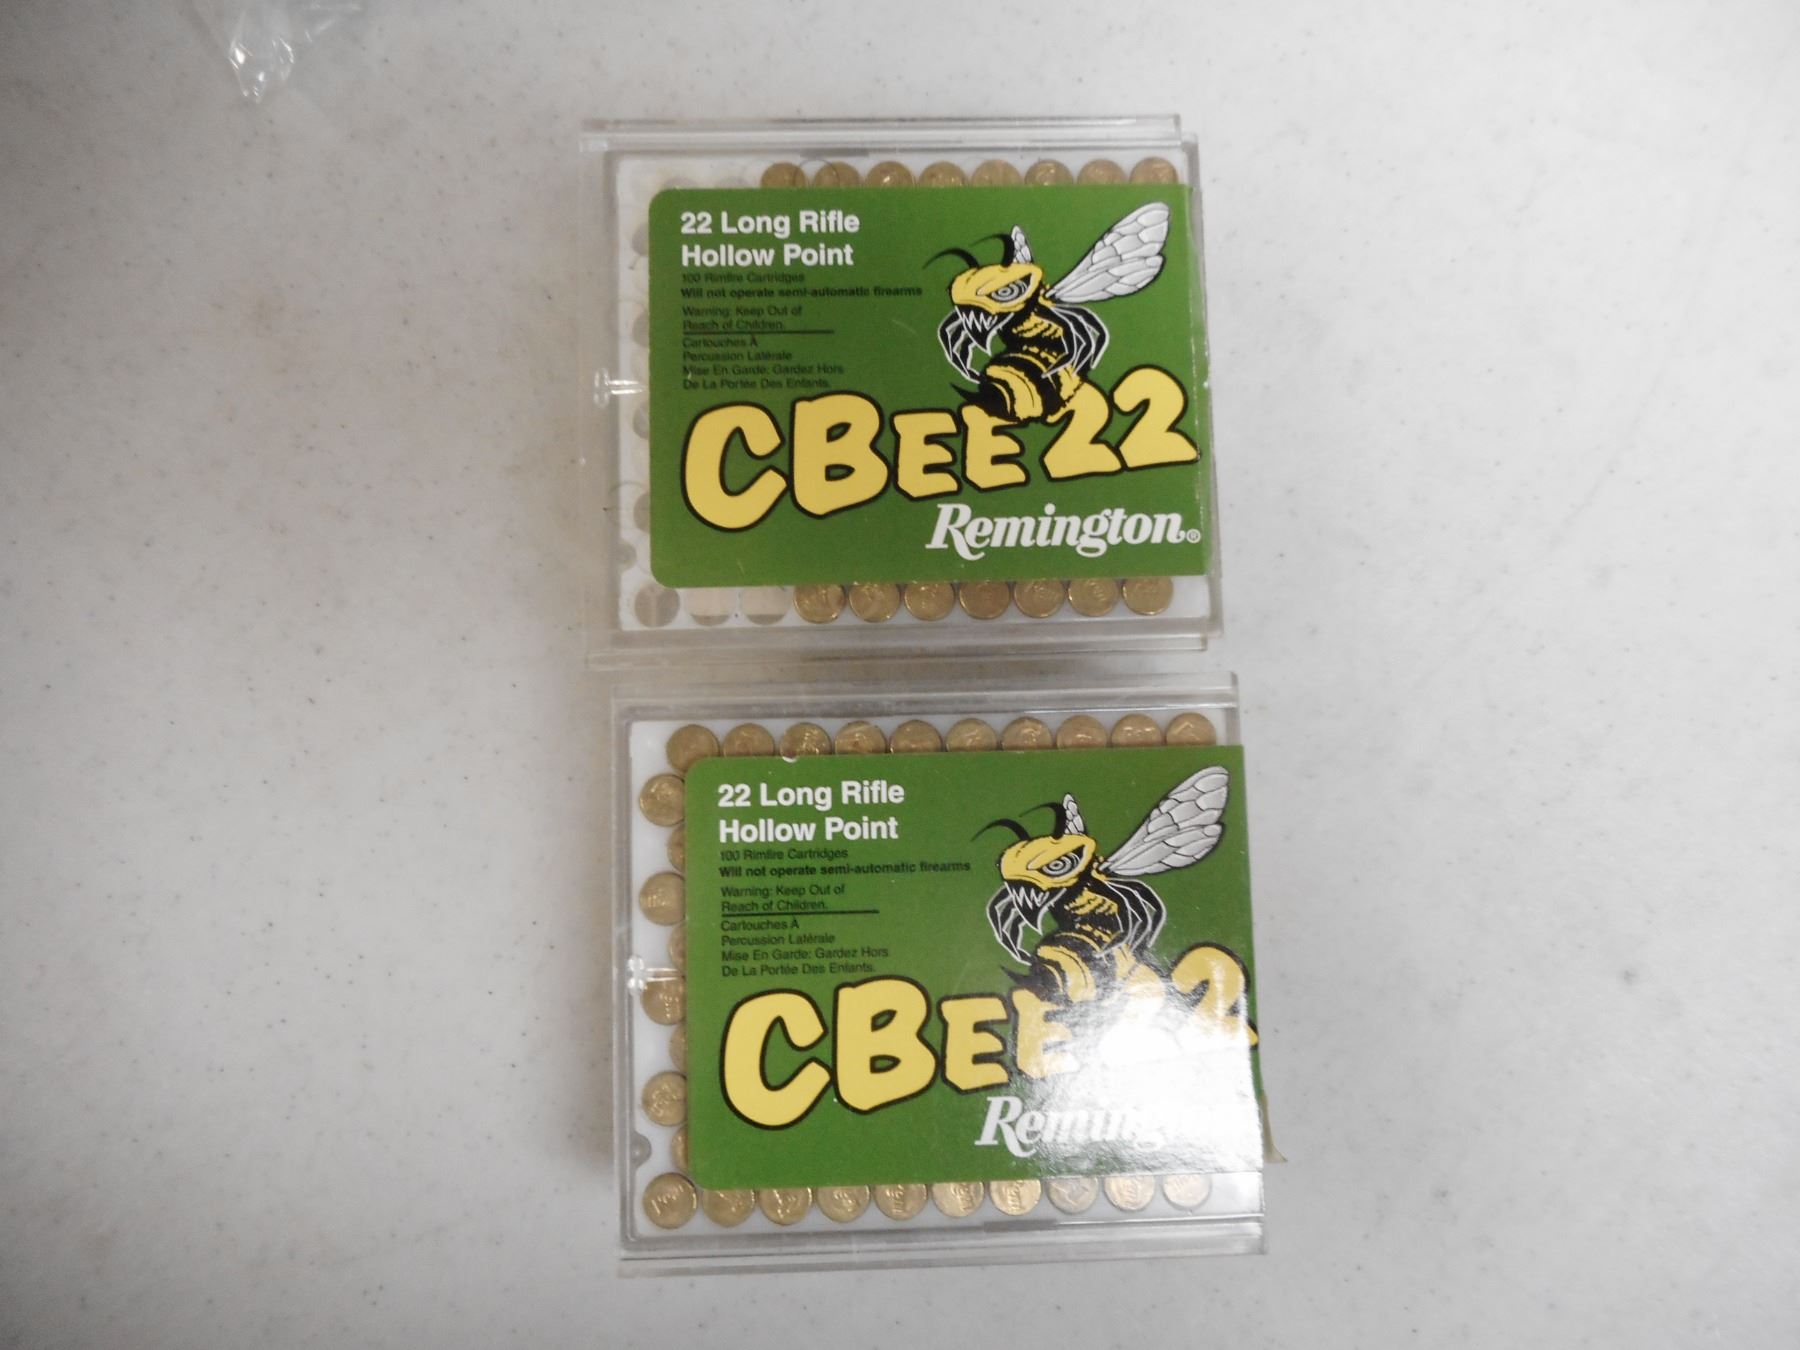 22 Long Rifle
Hollow Point
100 Rimfire Cartridges
Will not operate semi-automatic firearms
Warning: Keep Out of
Reach of Children.
Cartouches À
Percussion Latérale
Mise En Garde: Gardez Hors
De La Portée Des Enfants.
CBEE 22
Remington®
22 Long Rifle
Hollow Point
100 Rimfire Cartridges
Will not operate semi-automatic firearms
Warning: Keep Out of
Reach of Children.
Cartouches À
Percussion Latérale
Mise En Garde: Gardez Hors
De La Portée Des Enfants.
CBEE 22
Remington